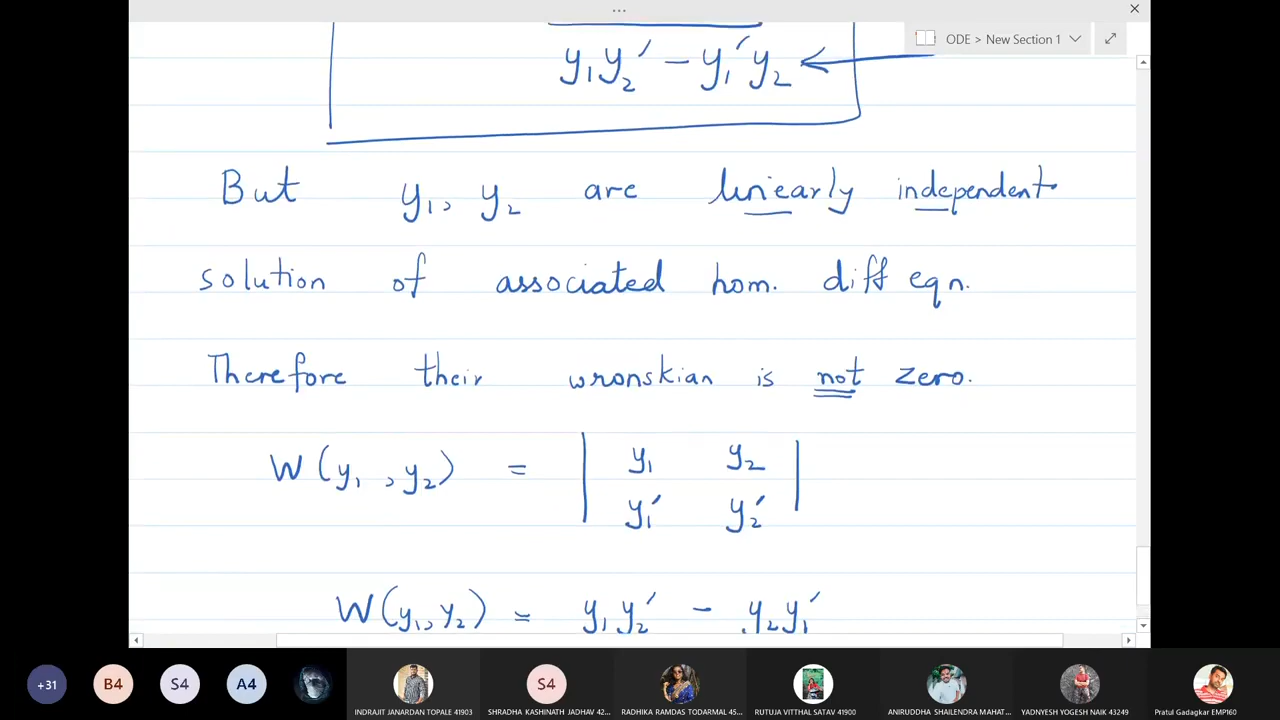 ODE > New Section 1
y₁y₂′ − y₁′y₂
But y₁, y₂ are liniearly independent
solution of associated hom. diff eqn.
Therefore their wronskian is not zero.
W(y₁, y₂) = | y₁ y₂ |
| y₁′ y₂′ |
W(y₁, y₂) = y₁y₂′ − y₂y₁′
+31 B4 S4 A4 S4
INDRAJIT JANARDAN TOPALE 41903 SHRADHA KASHINATH JADHAV 42... RADHIKA RAMDAS TODARMAL 45... RUTUJA VITTHAL SATAV 41900 ANIRUDDHA SHAILENDRA MAHAT... YADNYESH YOGESH NAIK 43249 Pratul Gadagkar EMP160